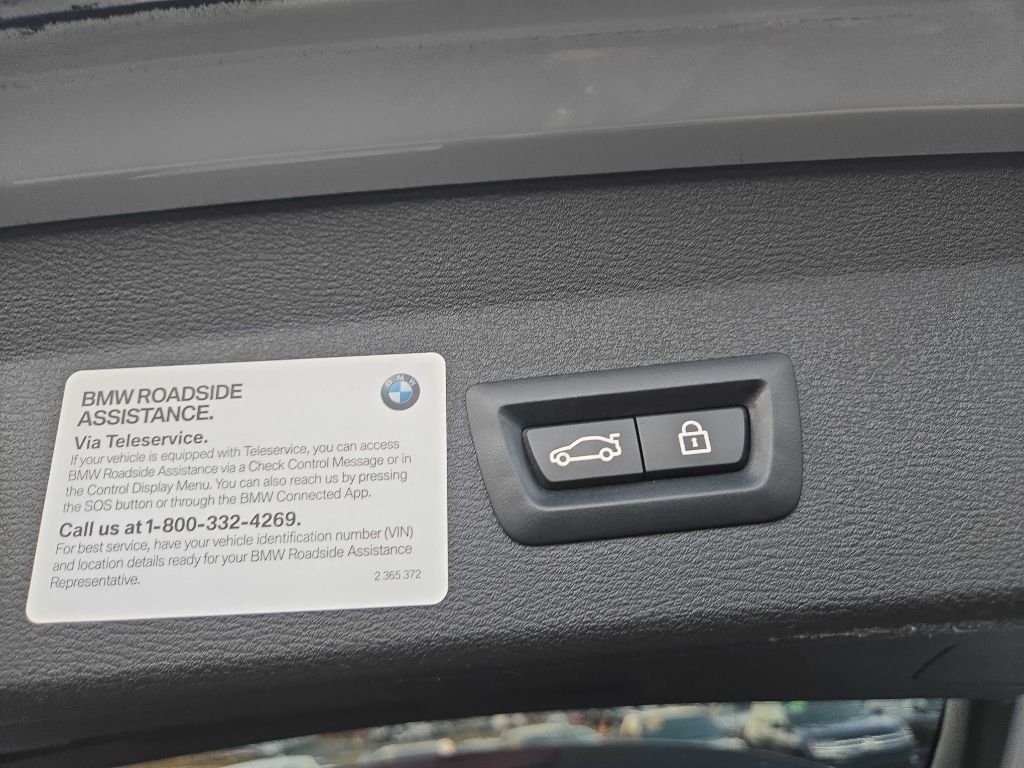 BMW ROADSIDE
ASSISTANCE.
BMW
Via Teleservice.
If your vehicle is equipped with Teleservice, you can access
BMW Roadside Assistance via a Check Control Message or in
the Control Display Menu. You can also reach us by pressing
the SOS button or through the BMW Connected App.
Call us at 1-800-332-4269.
For best service, have your vehicle identification number (VIN)
and location details ready for your BMW Roadside Assistance
Representative.
2 365 372